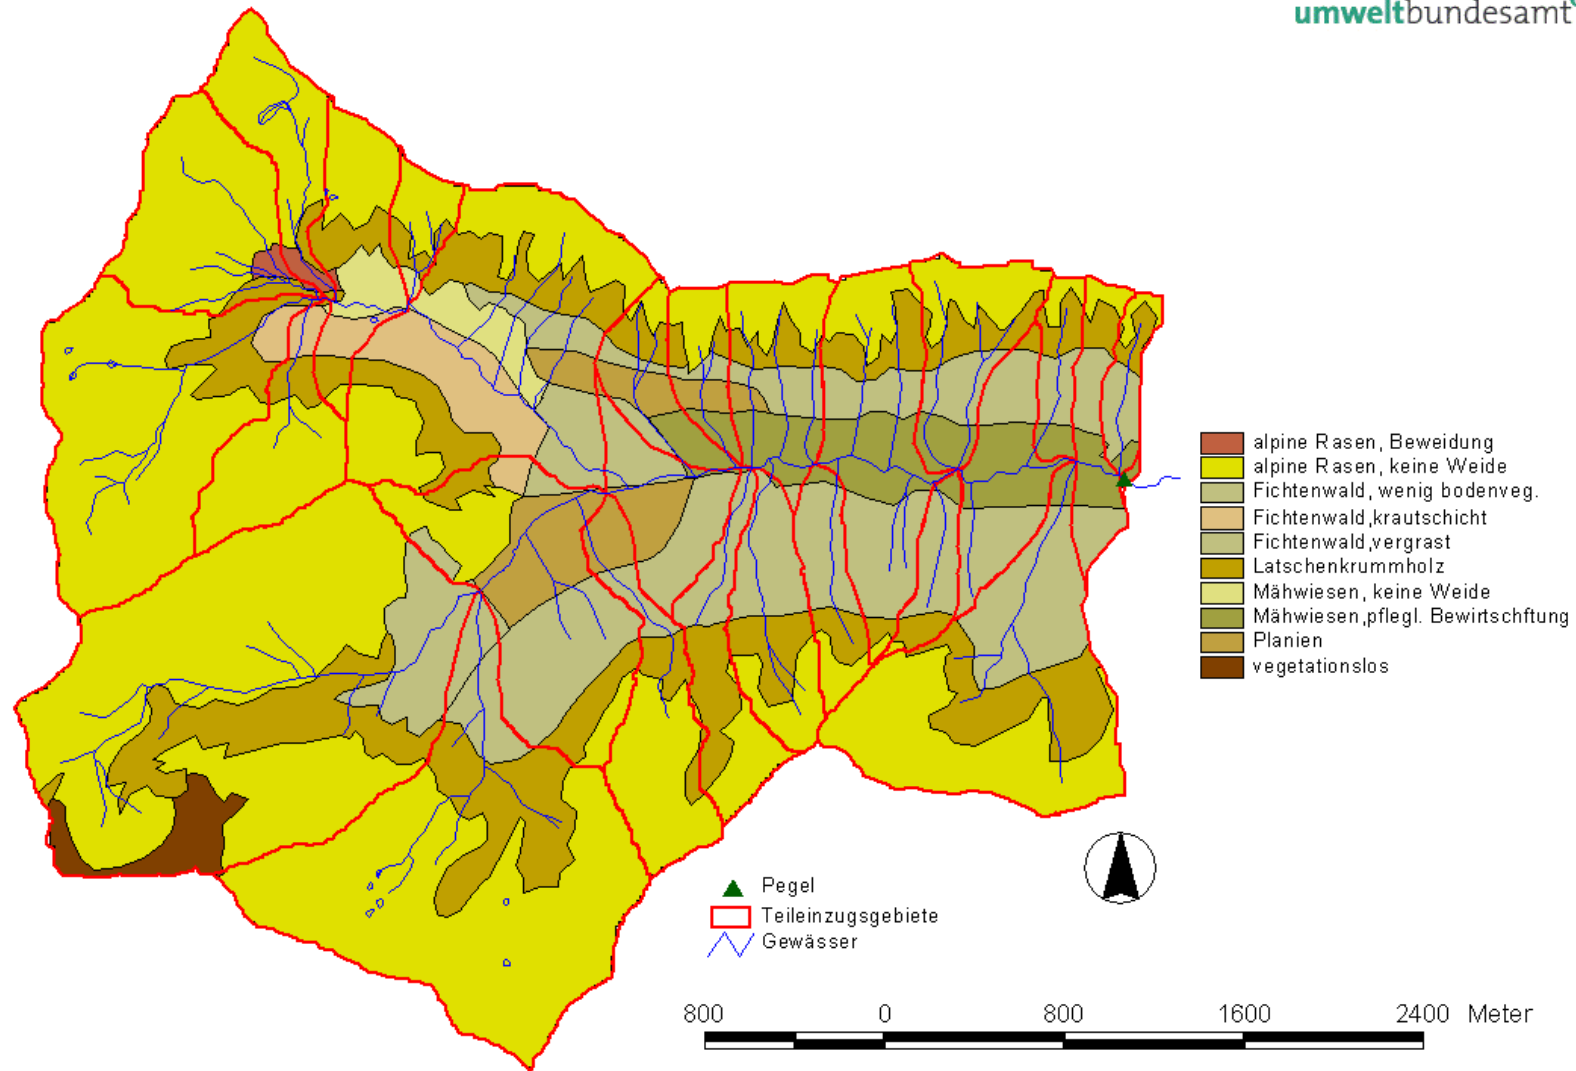 umweltbundesamt
alpine Rasen, Beweidung
alpine Rasen, keine Weide
Fichtenwald, wenig bodenveg.
Fichtenwald,krautschicht
Fichtenwald,vergrast
Latschenkrummholz
Mähwiesen, keine Weide
Mähwiesen,pflegl. Bewirtschftung
Planien
vegetationslos
Pegel
Teileinzugsgebiete
Gewässer
800 0 800 1600 2400 Meter